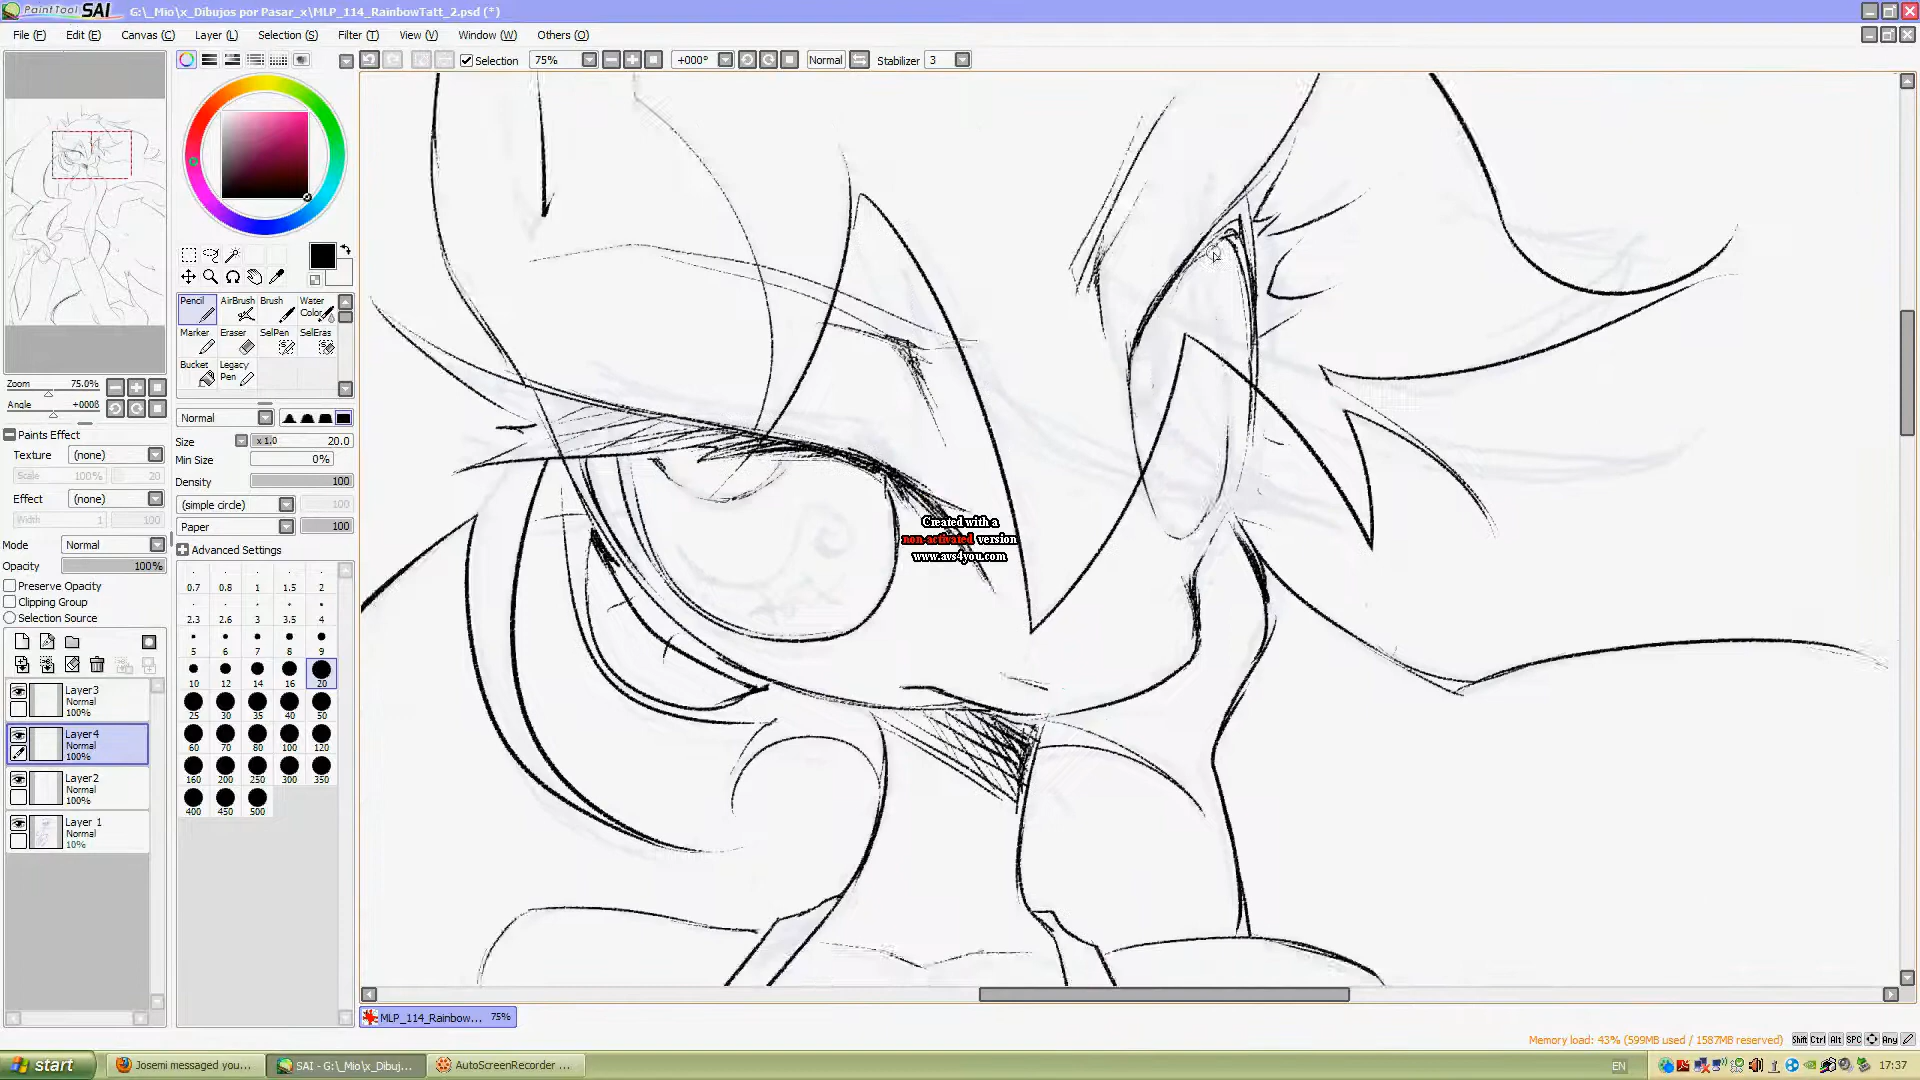 PaintTool SAI G:\_Mio\x_Dibujos por Pasar_x\MLP_114_RainbowTatt_2.psd (*)
File (F) Edit (E) Canvas (C) Layer (L) Selection (S) Filter (T) View (V) Window (W) Others (O)
Selection 75% +000° Normal Stabilizer 3
Pencil AirBrush Brush Water Color
Marker Eraser SelPen SelEras
Bucket Legacy Pen
Zoom 75.0%
Angle +000ß
Normal
Size x 1.0 20.0
Min Size 0%
Density 100
(simple circle) 100
Paper 100
Advanced Settings
Paints Effect
Texture (none)
Scale 100% 20
Effect (none)
Width 1 100
Mode Normal
Opacity 100%
Preserve Opacity
Clipping Group
Selection Source
0.7 0.8 1 1.5 2
2.3 2.6 3 3.5 4
5 6 7 8 9
10 12 14 16 20
25 30 35 40 50
60 70 80 100 120
160 200 250 300 350
400 450 500
Layer3
Normal
100%
Layer4
Normal
100%
Layer2
Normal
100%
Layer 1
Normal
10%
Created with a
non-activated version
www.avs4you.com
MLP_114_Rainbow... 75%
Memory load: 43% (599MB used / 1587MB reserved) Shift Ctrl Alt SPC Any
start Josemi messaged you... SAI - G:\_Mio\x_Dibuj... AutoScreenRecorder ... EN 17:37